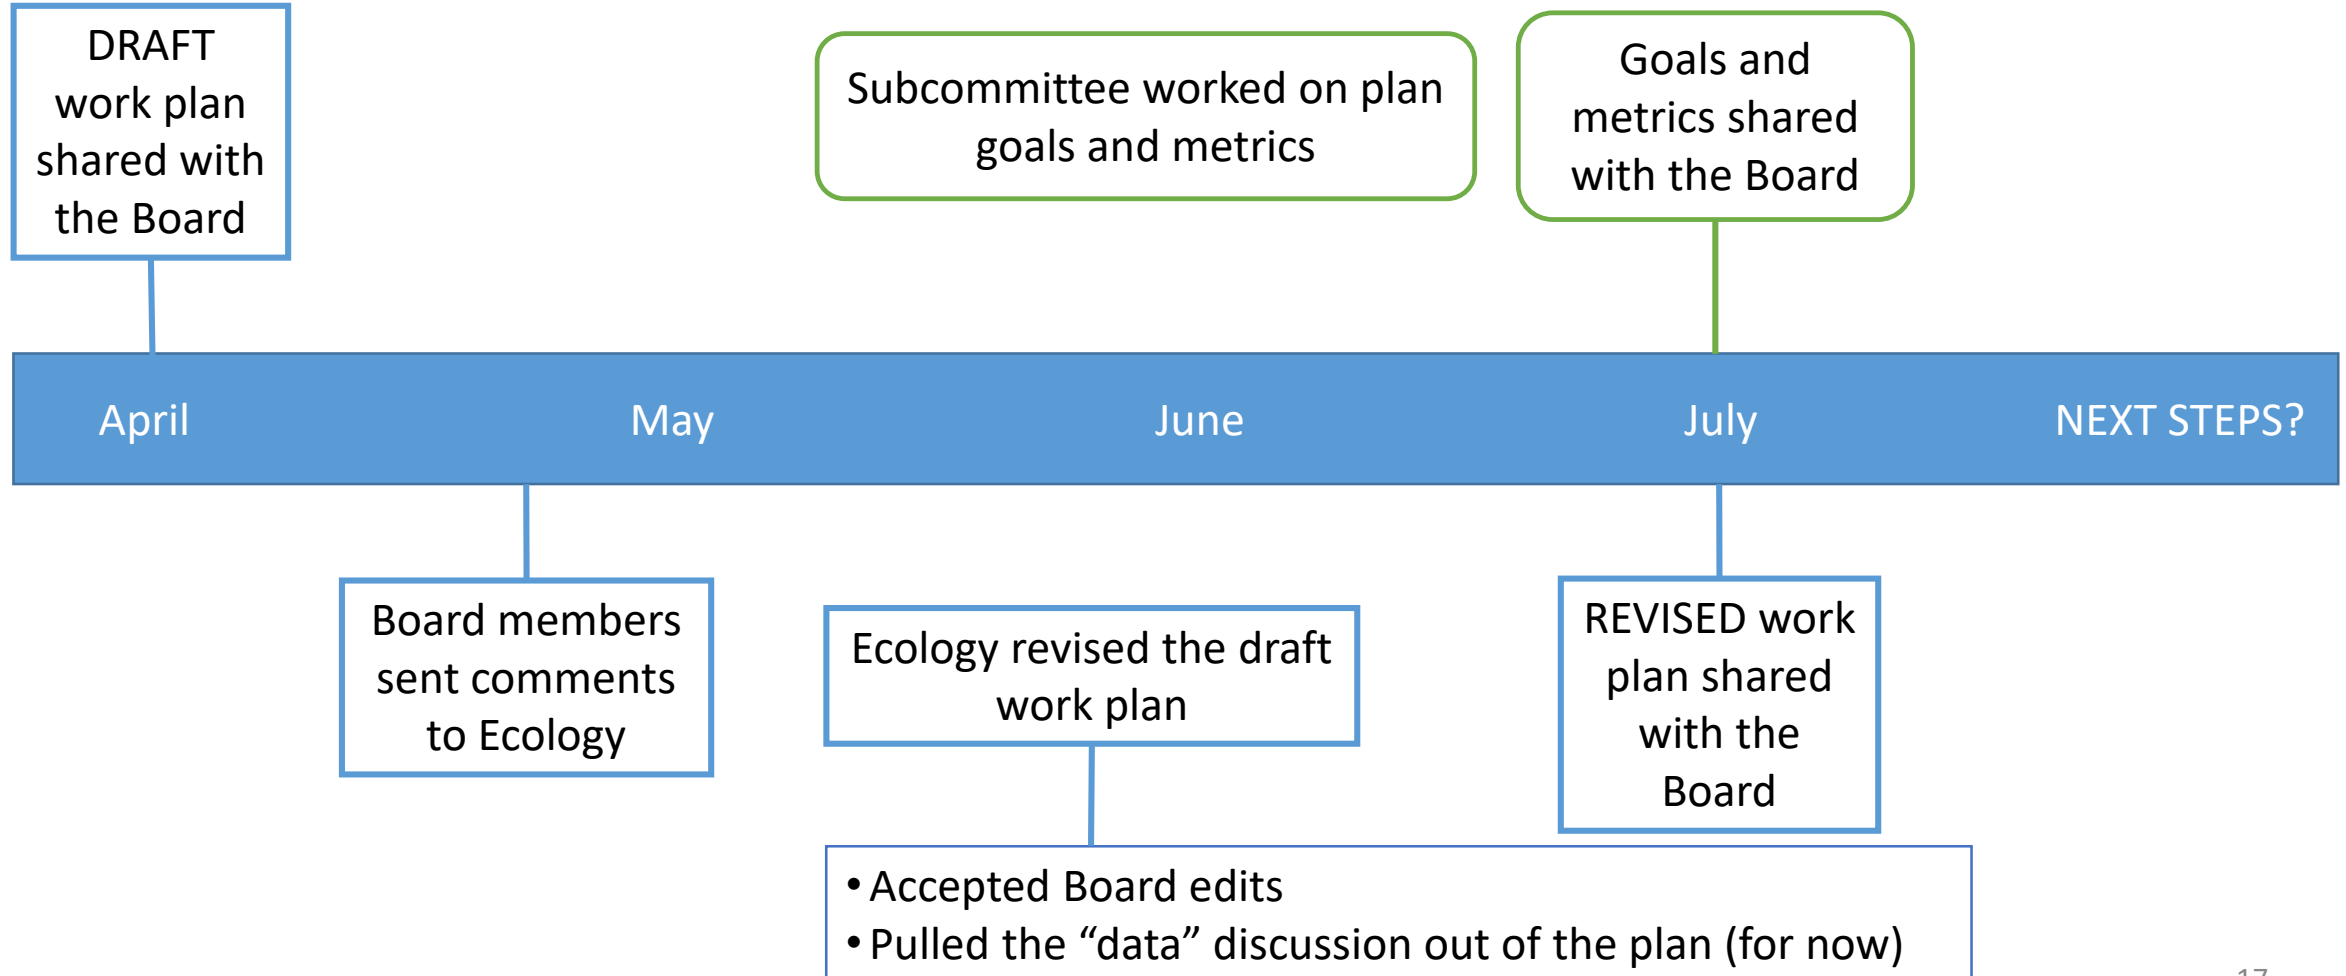 DRAFT
work plan
shared with
the Board
Subcommittee worked on plan
goals and metrics
Goals and
metrics shared
with the Board
April
May
June
July
NEXT STEPS?
Board members
sent comments
to Ecology
Ecology revised the draft
work plan
REVISED work
plan shared
with the
Board
• Accepted Board edits
• Pulled the “data” discussion out of the plan (for now)
17